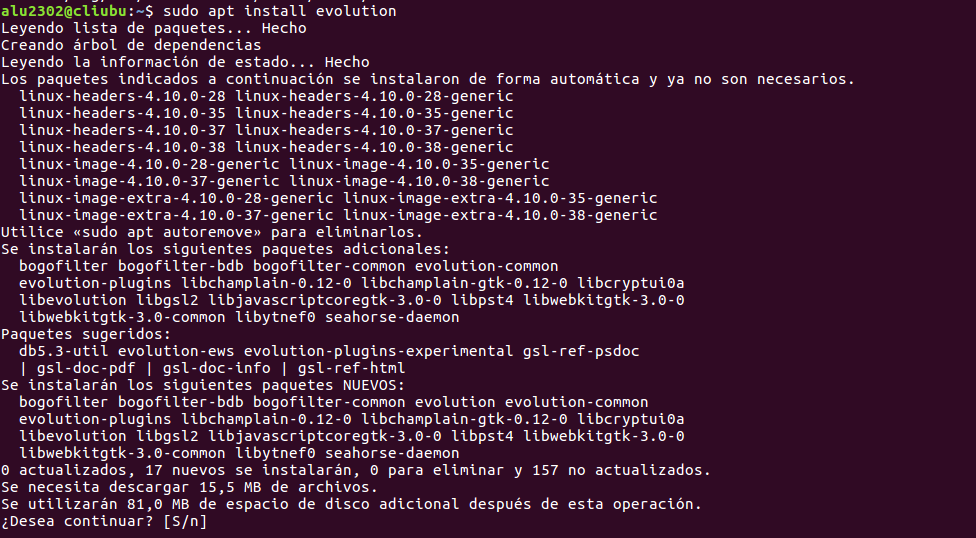 alu2302@cliubu:~$ sudo apt install evolution
Leyendo lista de paquetes... Hecho
Creando árbol de dependencias
Leyendo la información de estado... Hecho
Los paquetes indicados a continuación se instalaron de forma automática y ya no son necesarios.
linux-headers-4.10.0-28 linux-headers-4.10.0-28-generic
linux-headers-4.10.0-35 linux-headers-4.10.0-35-generic
linux-headers-4.10.0-37 linux-headers-4.10.0-37-generic
linux-headers-4.10.0-38 linux-headers-4.10.0-38-generic
linux-image-4.10.0-28-generic linux-image-4.10.0-35-generic
linux-image-4.10.0-37-generic linux-image-4.10.0-38-generic
linux-image-extra-4.10.0-28-generic linux-image-extra-4.10.0-35-generic
linux-image-extra-4.10.0-37-generic linux-image-extra-4.10.0-38-generic
Utilice «sudo apt autoremove» para eliminarlos.
Se instalarán los siguientes paquetes adicionales:
bogofilter bogofilter-bdb bogofilter-common evolution-common
evolution-plugins libchamplain-0.12-0 libchamplain-gtk-0.12-0 libcryptui0a
libevolution libgsl2 libjavascriptcoregtk-3.0-0 libpst4 libwebkitgtk-3.0-0
libwebkitgtk-3.0-common libytnef0 seahorse-daemon
Paquetes sugeridos:
db5.3-util evolution-ews evolution-plugins-experimental gsl-ref-psdoc
| gsl-doc-pdf | gsl-doc-info | gsl-ref-html
Se instalarán los siguientes paquetes NUEVOS:
bogofilter bogofilter-bdb bogofilter-common evolution evolution-common
evolution-plugins libchamplain-0.12-0 libchamplain-gtk-0.12-0 libcryptui0a
libevolution libgsl2 libjavascriptcoregtk-3.0-0 libpst4 libwebkitgtk-3.0-0
libwebkitgtk-3.0-common libytnef0 seahorse-daemon
0 actualizados, 17 nuevos se instalarán, 0 para eliminar y 157 no actualizados.
Se necesita descargar 15,5 MB de archivos.
Se utilizarán 81,0 MB de espacio de disco adicional después de esta operación.
¿Desea continuar? [S/n]